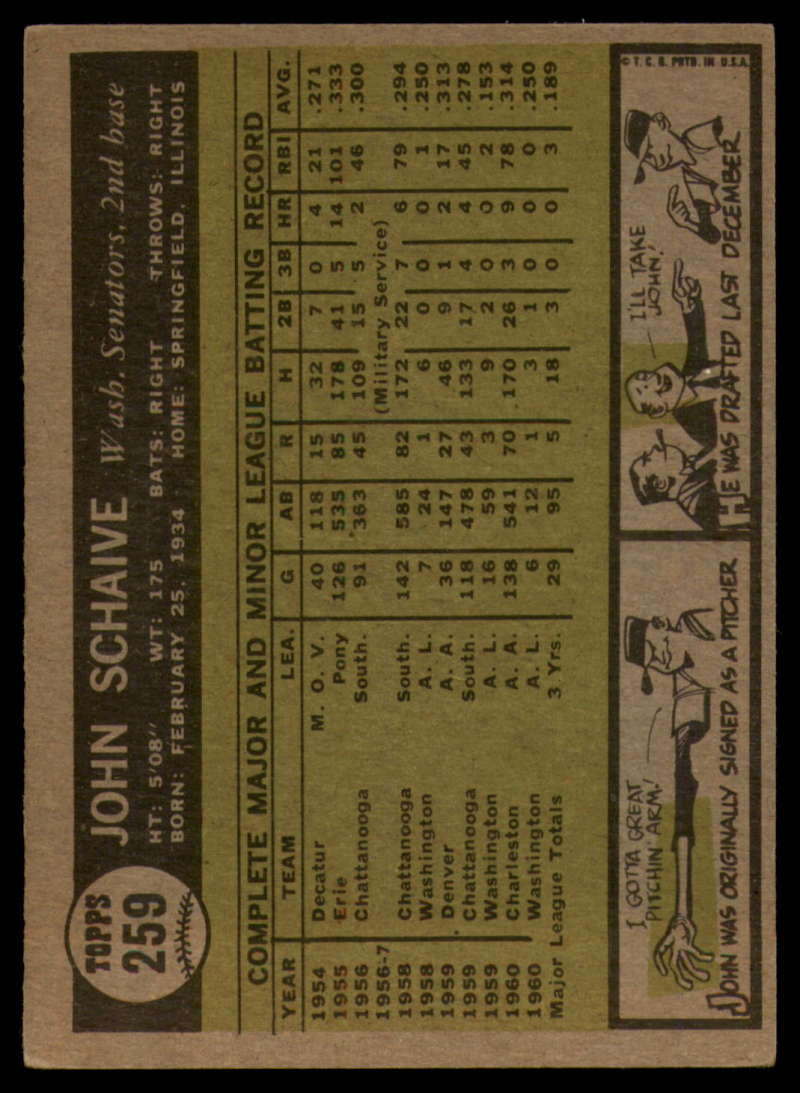 TOPPS
259
JOHN SCHAIVE Wash. Senators, 2nd base
HT: 5'08" WT: 175 BATS: RIGHT THROWS: RIGHT
BORN: FEBRUARY 25, 1934 HOME: SPRINGFIELD, ILLINOIS
COMPLETE MAJOR AND MINOR LEAGUE BATTING RECORD
YEAR TEAM LEA. G AB R H 2B 3B HR RBI AVG.
1954 Decatur M. O. V. 40 118 15 32 7 0 4 21 .271
1955 Erie Pony 126 535 85 178 41 5 14 101 .333
1956 Chattanooga South. 91 363 45 109 15 5 2 46 .300
1956-7 (Military Service)
1958 Chattanooga South. 142 585 82 172 22 7 6 79 .294
1958 Washington A. L. 7 24 1 6 0 0 0 1 .250
1959 Denver A. A. 36 147 27 46 9 1 2 17 .313
1959 Chattanooga South. 118 478 43 133 17 4 4 45 .278
1959 Washington A. L. 16 59 3 9 2 0 0 2 .153
1960 Charleston A. A. 138 541 70 170 26 3 9 78 .314
1960 Washington A. L. 6 12 1 3 1 0 0 0 .250
Major League Totals 3 Yrs. 29 95 5 18 3 0 0 3 .189
I GOTTA GREAT
PITCHIN' ARM!
JOHN WAS ORIGINALLY SIGNED AS A PITCHER
© T. C. G. PRTD. IN U.S.A.
I'LL TAKE
JOHN!
HE WAS DRAFTED LAST DECEMBER